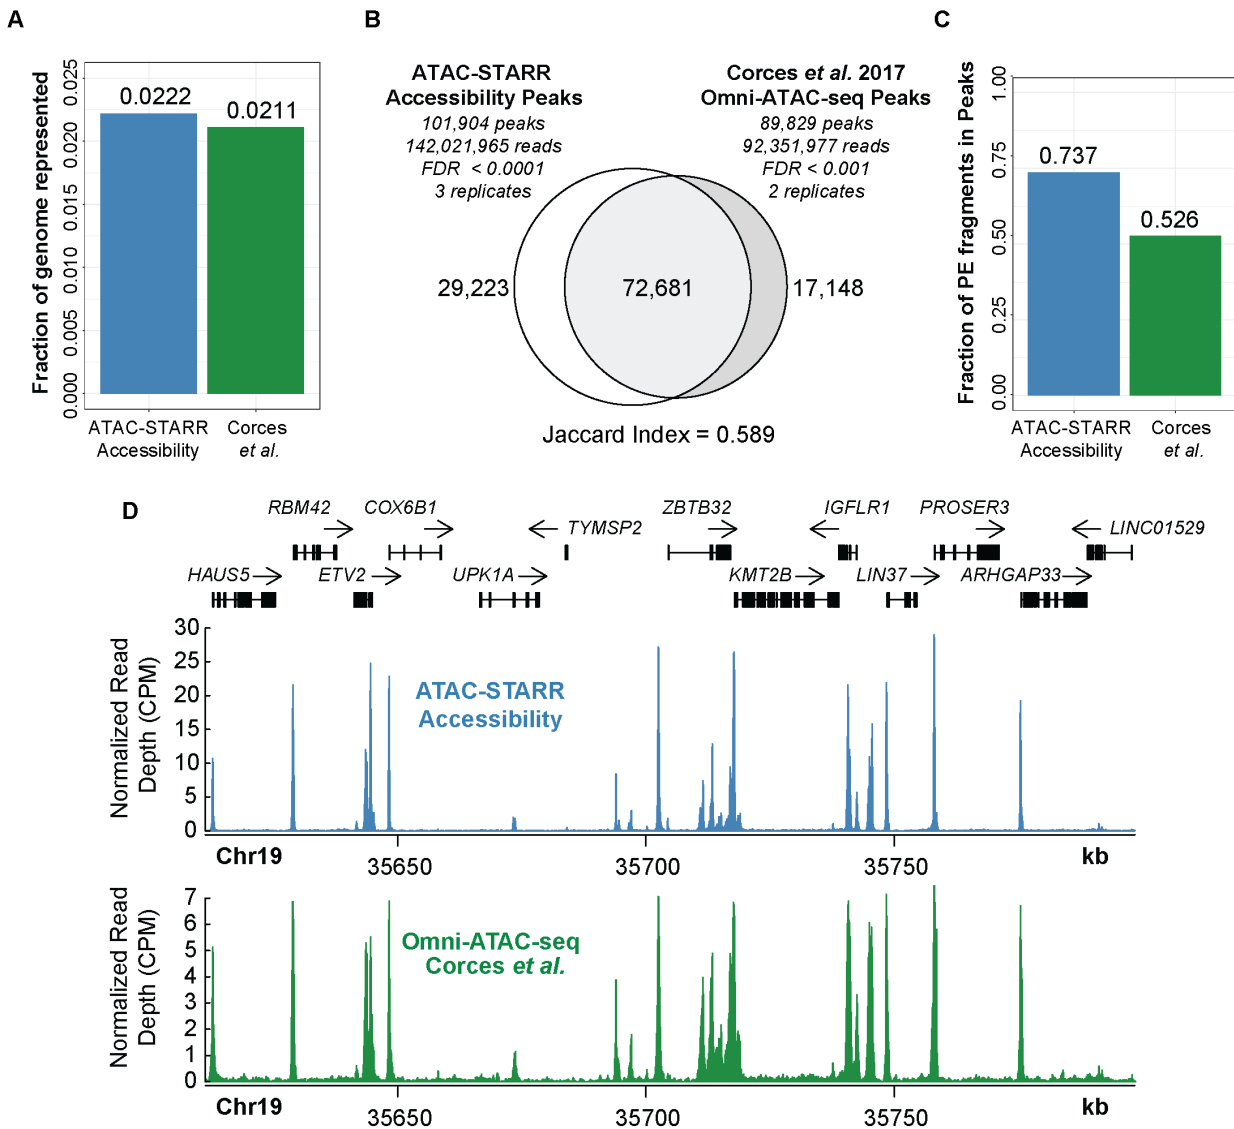 A
B
C
Fraction of genome represented
0.025
0.020
0.015
0.010
0.005
0.000
0.0222
0.0211
ATAC-STARR
Accessibility
Corces
et al.
ATAC-STARR
Accessibility Peaks
101,904 peaks
142,021,965 reads
FDR < 0.0001
3 replicates
Corces et al. 2017
Omni-ATAC-seq Peaks
89,829 peaks
92,351,977 reads
FDR < 0.001
2 replicates
29,223
72,681
17,148
Jaccard Index = 0.589
Fraction of PE fragments in Peaks
1.00
0.75
0.50
0.25
0.00
0.737
0.526
ATAC-STARR
Accessibility
Corces
et al.
D
RBM42
COX6B1
TYMSP2
ZBTB32
IGFLR1
PROSER3
LINC01529
HAUS5
ETV2
UPK1A
KMT2B
LIN37
ARHGAP33
Normalized Read
Depth (CPM)
30
25
20
15
10
5
0
ATAC-STARR
Accessibility
Chr19
35650
35700
35750
kb
Normalized Read
Depth (CPM)
7
6
5
4
3
2
1
0
Omni-ATAC-seq
Corces et al.
Chr19
35650
35700
35750
kb